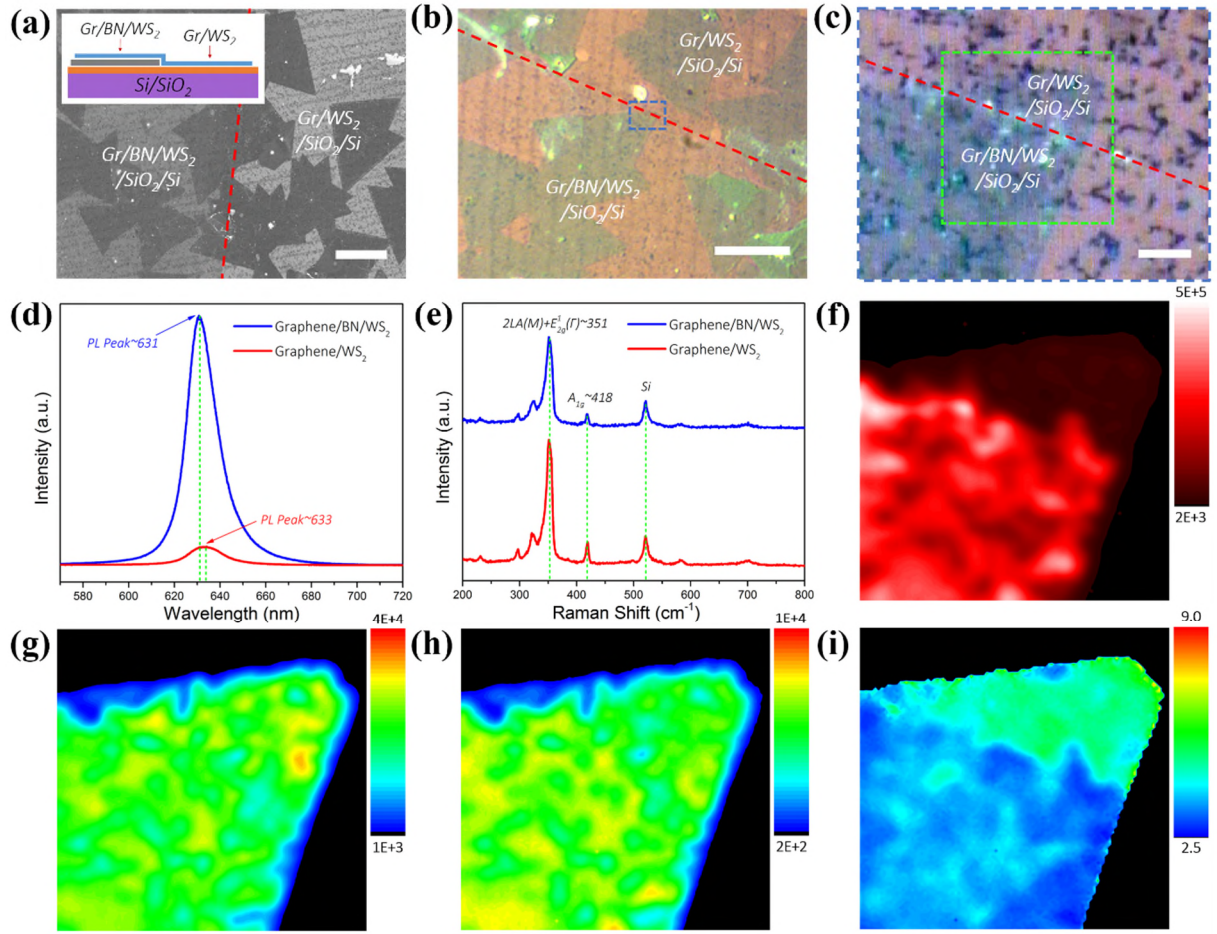 (a)
Gr/BN/WS₂
Gr/WS₂
Si/SiO₂
Gr/WS₂
/SiO₂/Si
Gr/BN/WS₂
/SiO₂/Si
(b)
Gr/WS₂
/SiO₂/Si
Gr/BN/WS₂
/SiO₂/Si
(c)
Gr/WS₂
/SiO₂/Si
Gr/BN/WS₂
/SiO₂/Si
(d)
Graphene/BN/WS₂
Graphene/WS₂
PL Peak~631
PL Peak~633
Intensity (a.u.)
580 600 620 640 660 680 700 720
Wavelength (nm)
(e)
2LA(M)+E¹₂g(Γ)~351
Graphene/BN/WS₂
Graphene/WS₂
A₁g~418
Si
Intensity (a.u.)
200 300 400 500 600 700 800
Raman Shift (cm⁻¹)
(f)
5E+5
2E+3
(g)
4E+4
1E+3
(h)
1E+4
2E+2
(i)
9.0
2.5